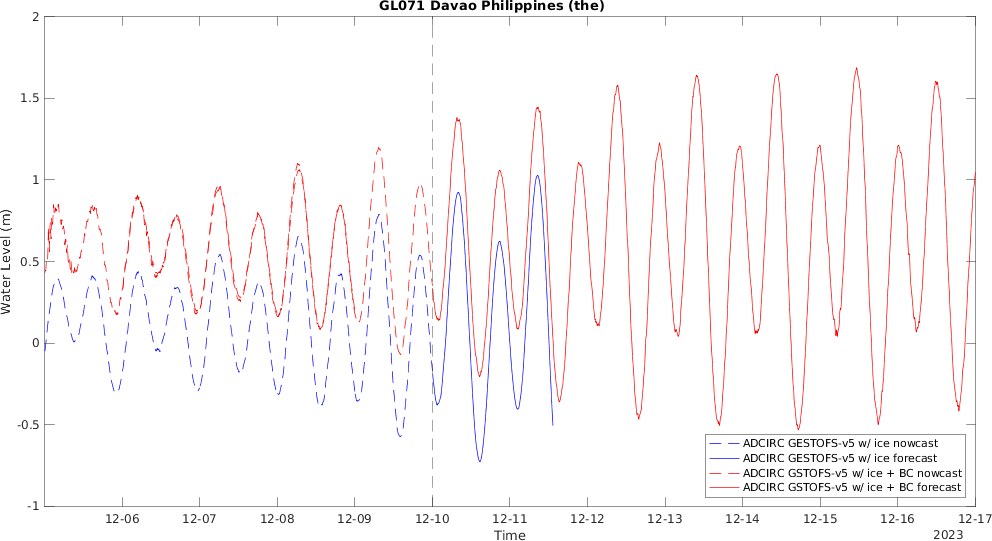 GL071 Davao Philippines (the)
2
1.5
1
0.5
0
-0.5
-1
Water Level (m)
12-06
12-07
12-08
12-09
12-10
12-11
12-12
12-13
12-14
12-15
12-16
12-17
Time
2023
ADCIRC GESTOFS-v5 w/ ice nowcast
ADCIRC GESTOFS-v5 w/ ice forecast
ADCIRC GSTOFS-v5 w/ ice + BC nowcast
ADCIRC GSTOFS-v5 w/ ice + BC forecast